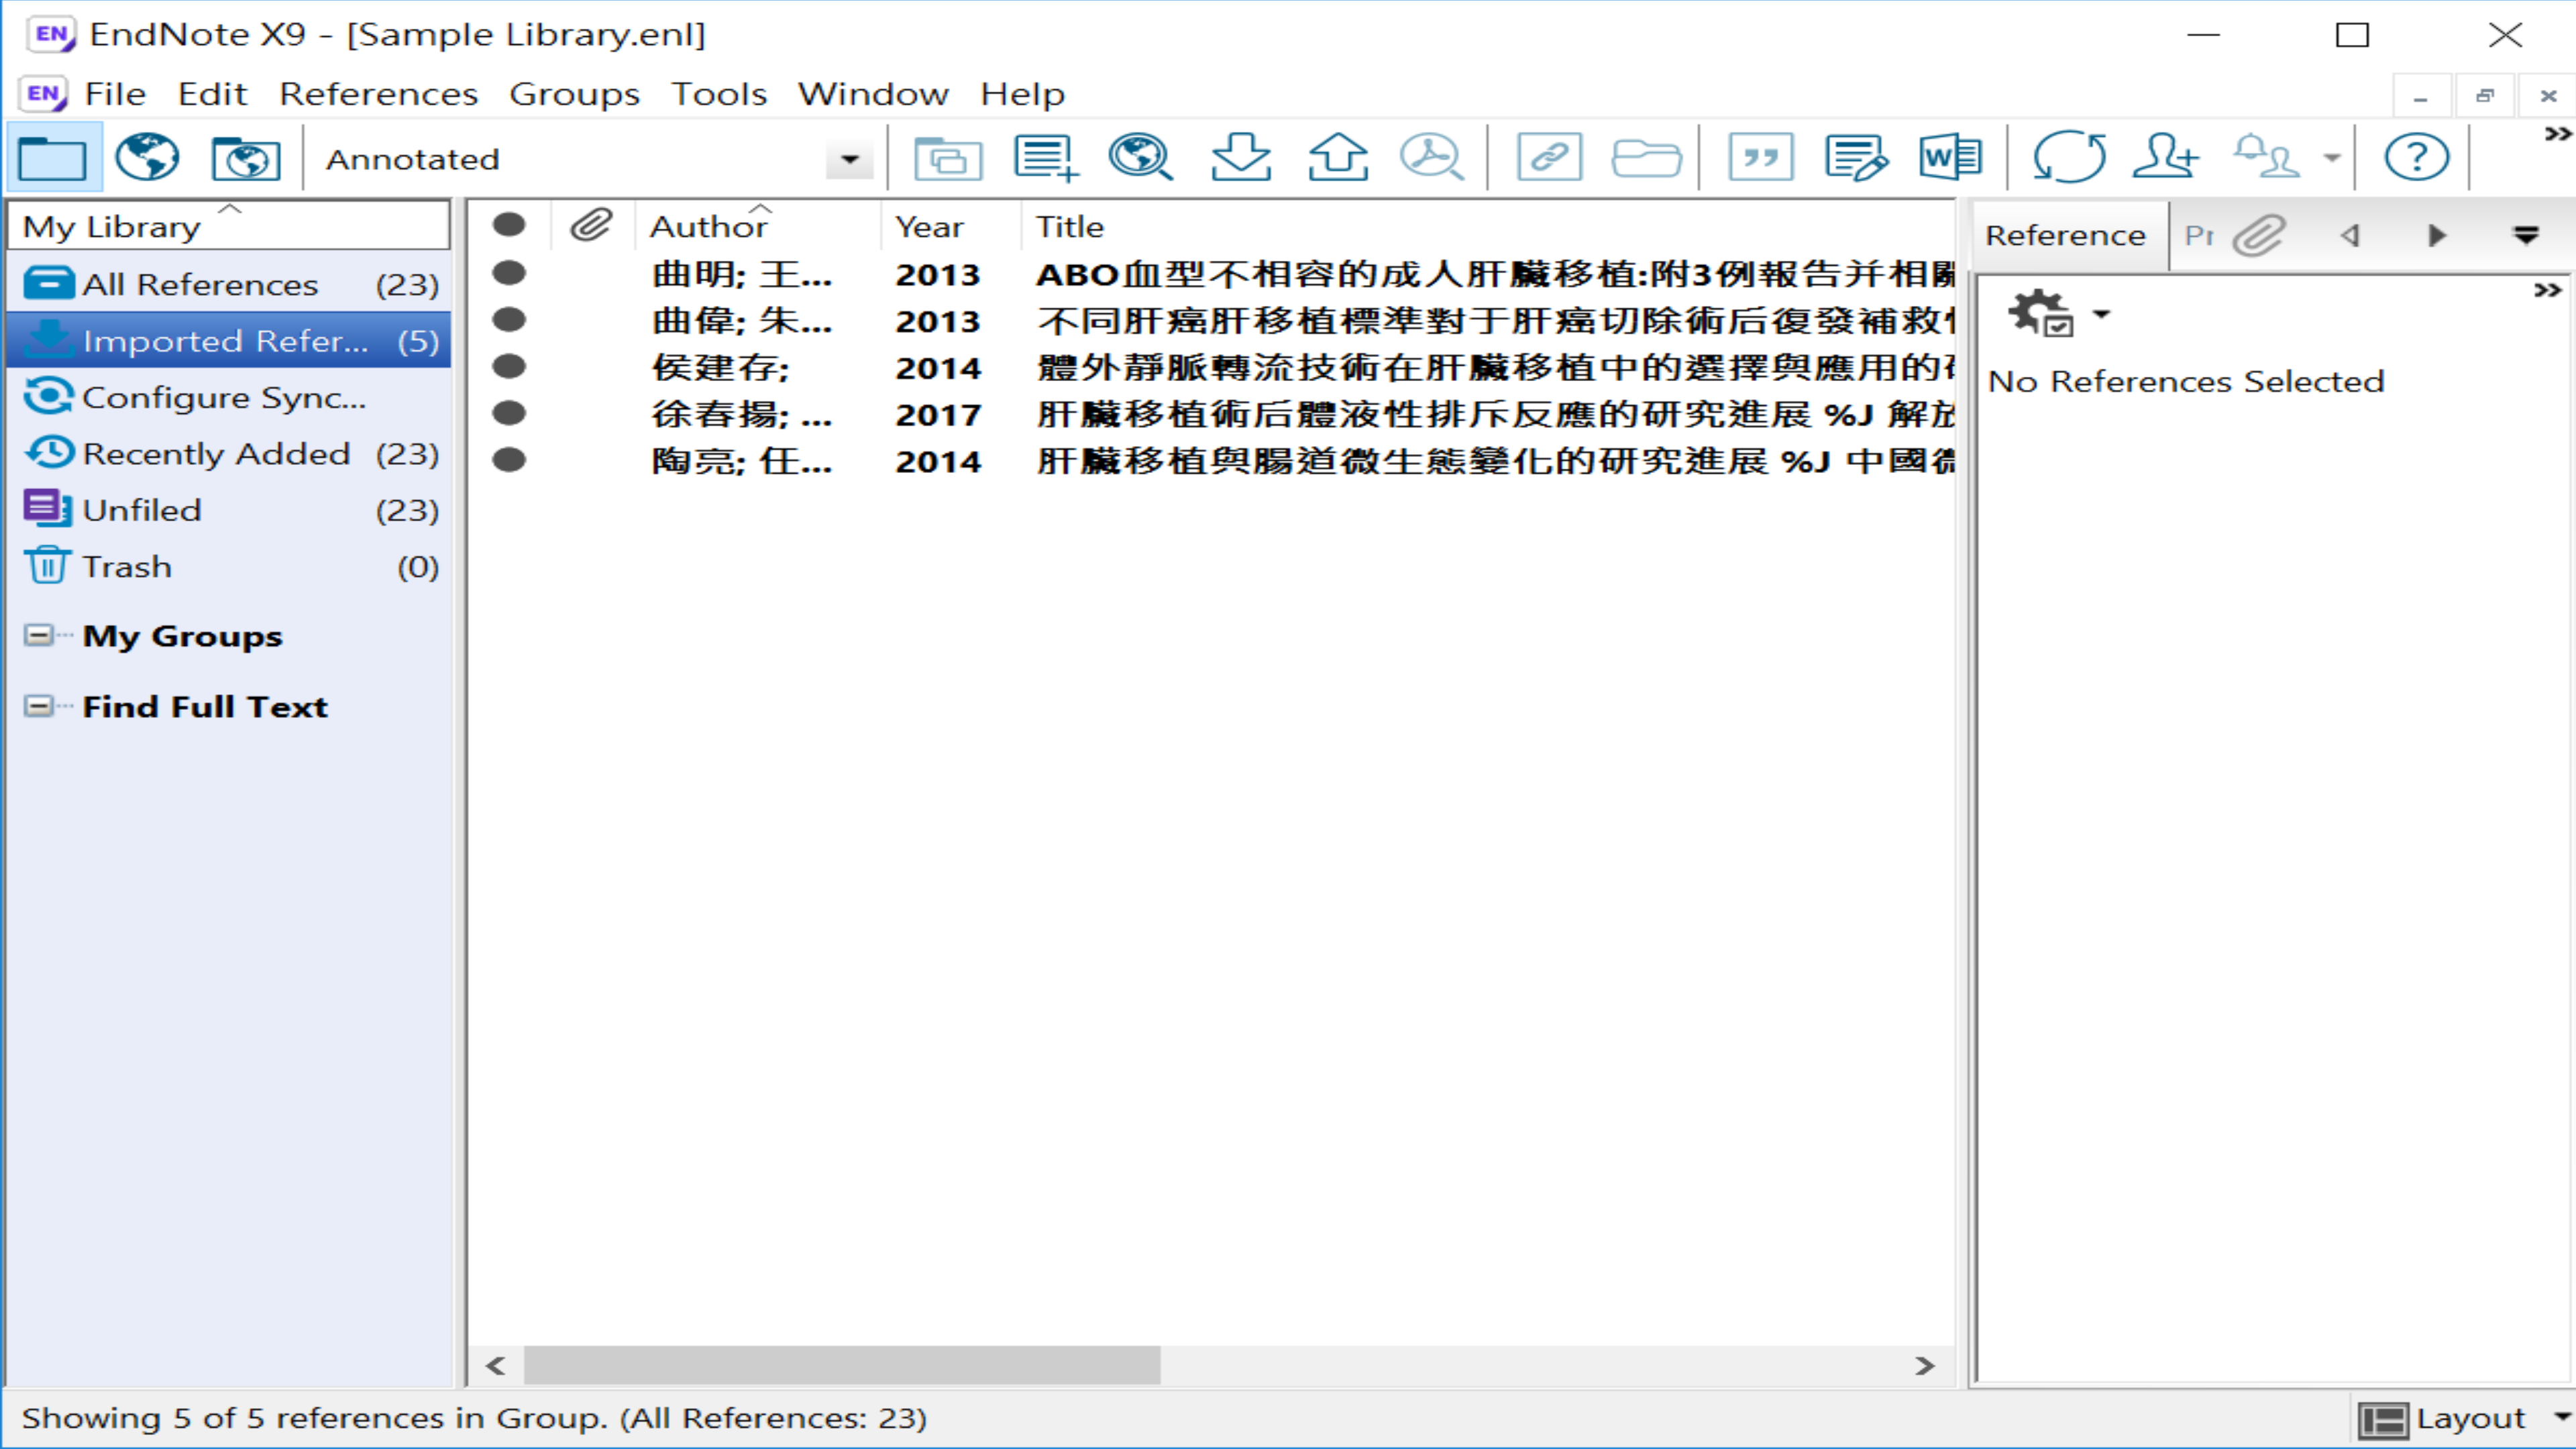 EndNote X9 - [Sample Library.enl]
File Edit References Groups Tools Window Help
Annotated
My Library
All References (23)
Imported Refer... (5)
Configure Sync...
Recently Added (23)
Unfiled (23)
Trash (0)
My Groups
Find Full Text
Author Year Title
曲明; 王... 2013 ABO血型不相容的成人肝臟移植:附3例報告并相關
曲偉; 朱... 2013 不同肝癌肝移植標準對于肝癌切除術后復發補救
侯建存; 2014 體外靜脈轉流技術在肝臟移植中的選擇與應用的
徐春揚; ... 2017 肝臟移植術后體液性排斥反應的研究進展 %J 解放
陶亮; 任... 2014 肝臟移植與腸道微生態變化的研究進展 %J 中國微
Reference Pr
No References Selected
Showing 5 of 5 references in Group. (All References: 23)
Layout